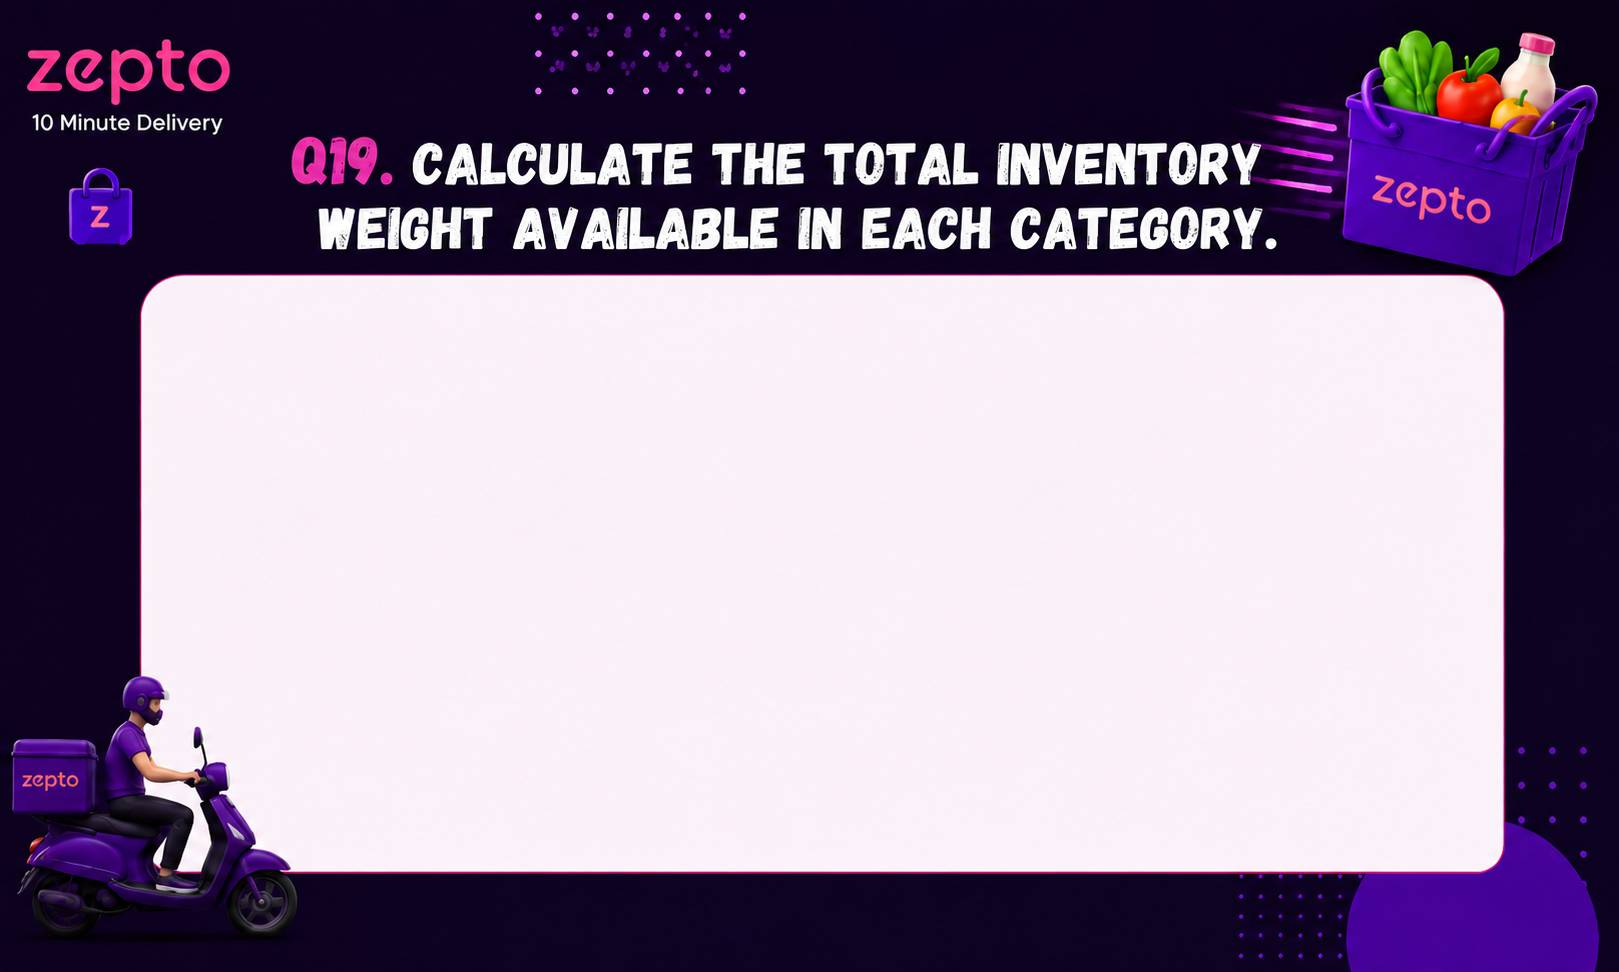 zepto
10 Minute Delivery
z
Q19. CALCULATE THE TOTAL INVENTORY
WEIGHT AVAILABLE IN EACH CATEGORY.
zepto
zepto